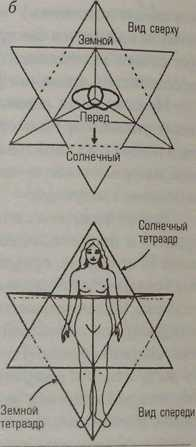 б
Вид сверху
Земной
Перед
Солнечный
Солнечный
тетраэдр
Земной
тетраэдр
Вид спереди